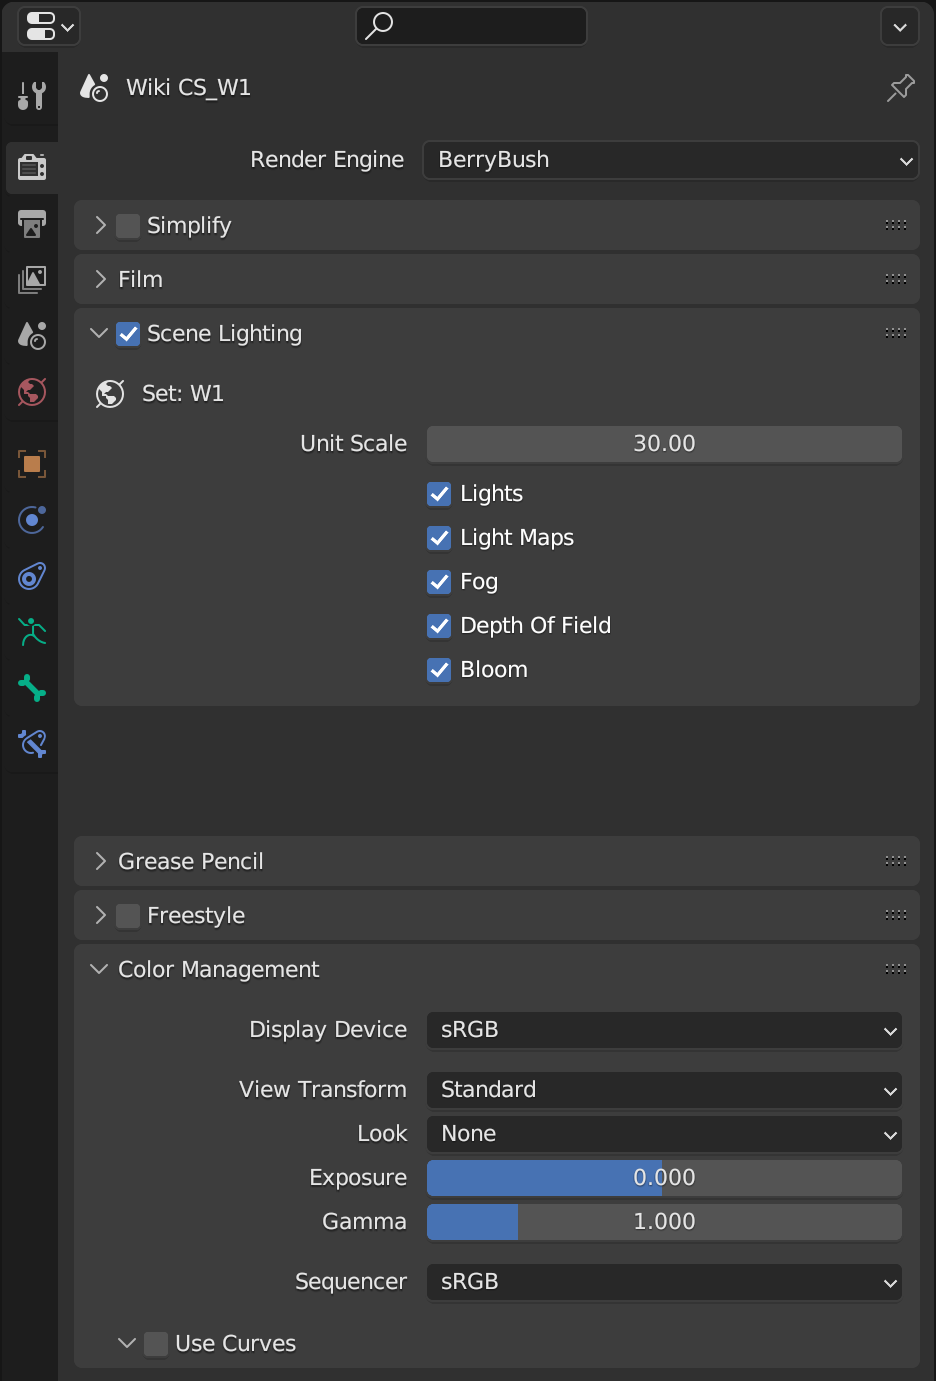 Wiki CS_W1
Render Engine BerryBush
Simplify
Film
Scene Lighting
Set: W1
Unit Scale 30.00
Lights
Light Maps
Fog
Depth Of Field
Bloom
Grease Pencil
Freestyle
Color Management
Display Device sRGB
View Transform Standard
Look None
Exposure 0.000
Gamma 1.000
Sequencer sRGB
Use Curves